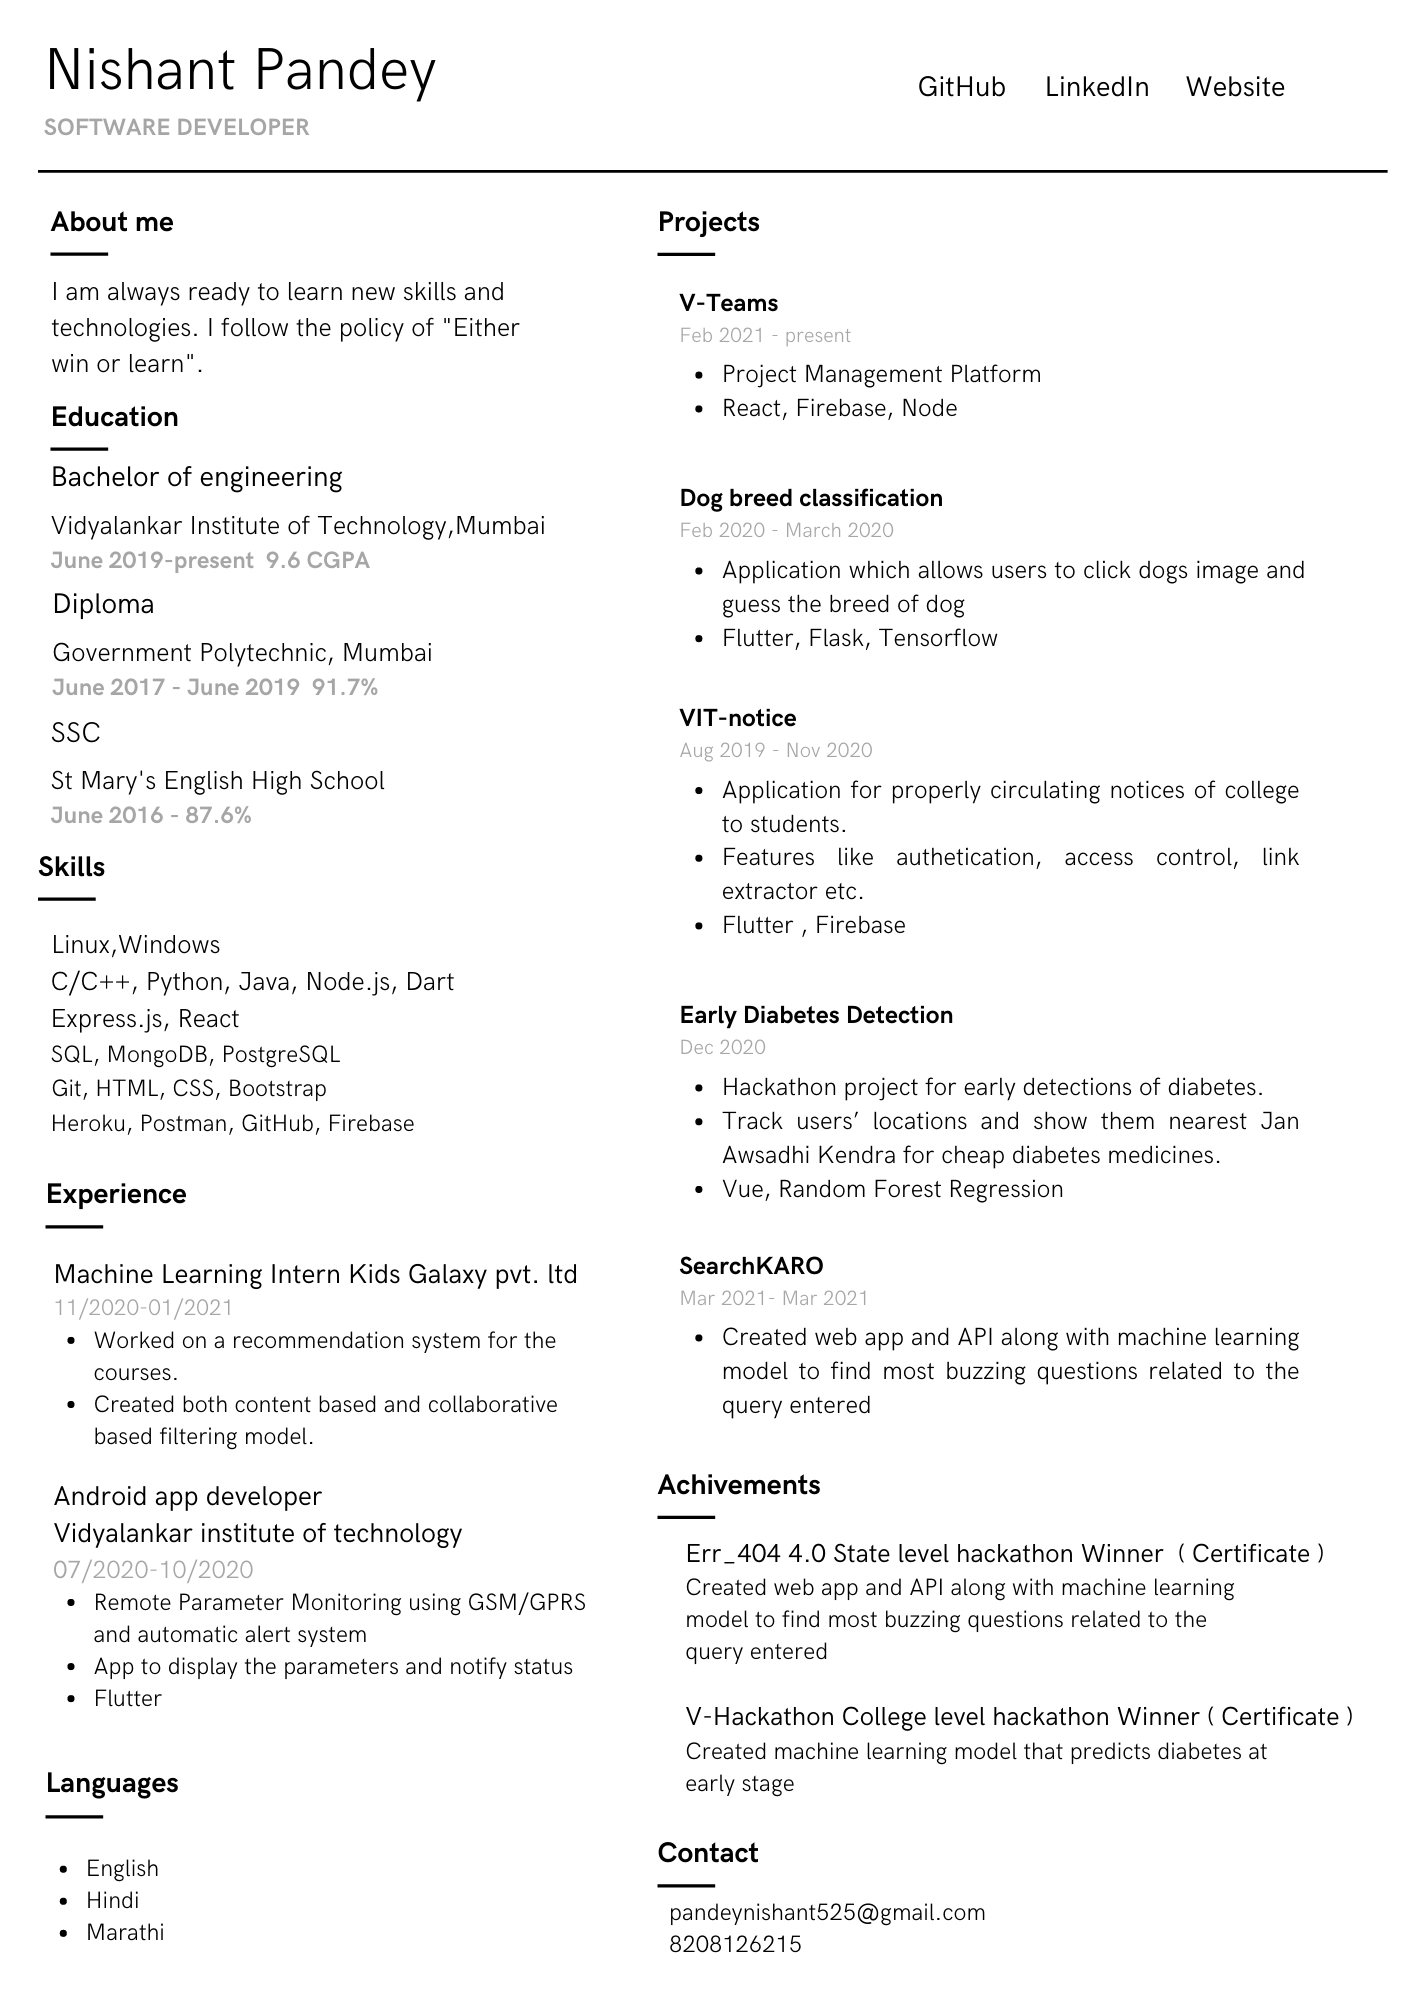 Nishant Pandey
SOFTWARE DEVELOPER
GitHub LinkedIn Website
About me
I am always ready to learn new skills and
technologies. I follow the policy of "Either
win or learn".
Education
Bachelor of engineering
Vidyalankar Institute of Technology,Mumbai
June 2019-present 9.6 CGPA
Diploma
Government Polytechnic, Mumbai
June 2017 - June 2019 91.7%
SSC
St Mary's English High School
June 2016 - 87.6%
Skills
Linux,Windows
C/C++, Python, Java, Node.js, Dart
Express.js, React
SQL, MongoDB, PostgreSQL
Git, HTML, CSS, Bootstrap
Heroku, Postman, GitHub, Firebase
Experience
Machine Learning Intern Kids Galaxy pvt. ltd
11/2020-01/2021
• Worked on a recommendation system for the
courses.
• Created both content based and collaborative
based filtering model.
Android app developer
Vidyalankar institute of technology
07/2020-10/2020
• Remote Parameter Monitoring using GSM/GPRS
and automatic alert system
• App to display the parameters and notify status
• Flutter
Languages
• English
• Hindi
• Marathi
Projects
V-Teams
Feb 2021 - present
• Project Management Platform
• React, Firebase, Node
Dog breed classification
Feb 2020 - March 2020
• Application which allows users to click dogs image and
guess the breed of dog
• Flutter, Flask, Tensorflow
VIT-notice
Aug 2019 - Nov 2020
• Application for properly circulating notices of college
to students.
• Features like authetication, access control, link
extractor etc.
• Flutter , Firebase
Early Diabetes Detection
Dec 2020
• Hackathon project for early detections of diabetes.
• Track users’ locations and show them nearest Jan
Awsadhi Kendra for cheap diabetes medicines.
• Vue, Random Forest Regression
SearchKARO
Mar 2021- Mar 2021
• Created web app and API along with machine learning
model to find most buzzing questions related to the
query entered
Achivements
Err_404 4.0 State level hackathon Winner ( Certificate )
Created web app and API along with machine learning
model to find most buzzing questions related to the
query entered
V-Hackathon College level hackathon Winner ( Certificate )
Created machine learning model that predicts diabetes at
early stage
Contact
pandeynishant525@gmail.com
8208126215